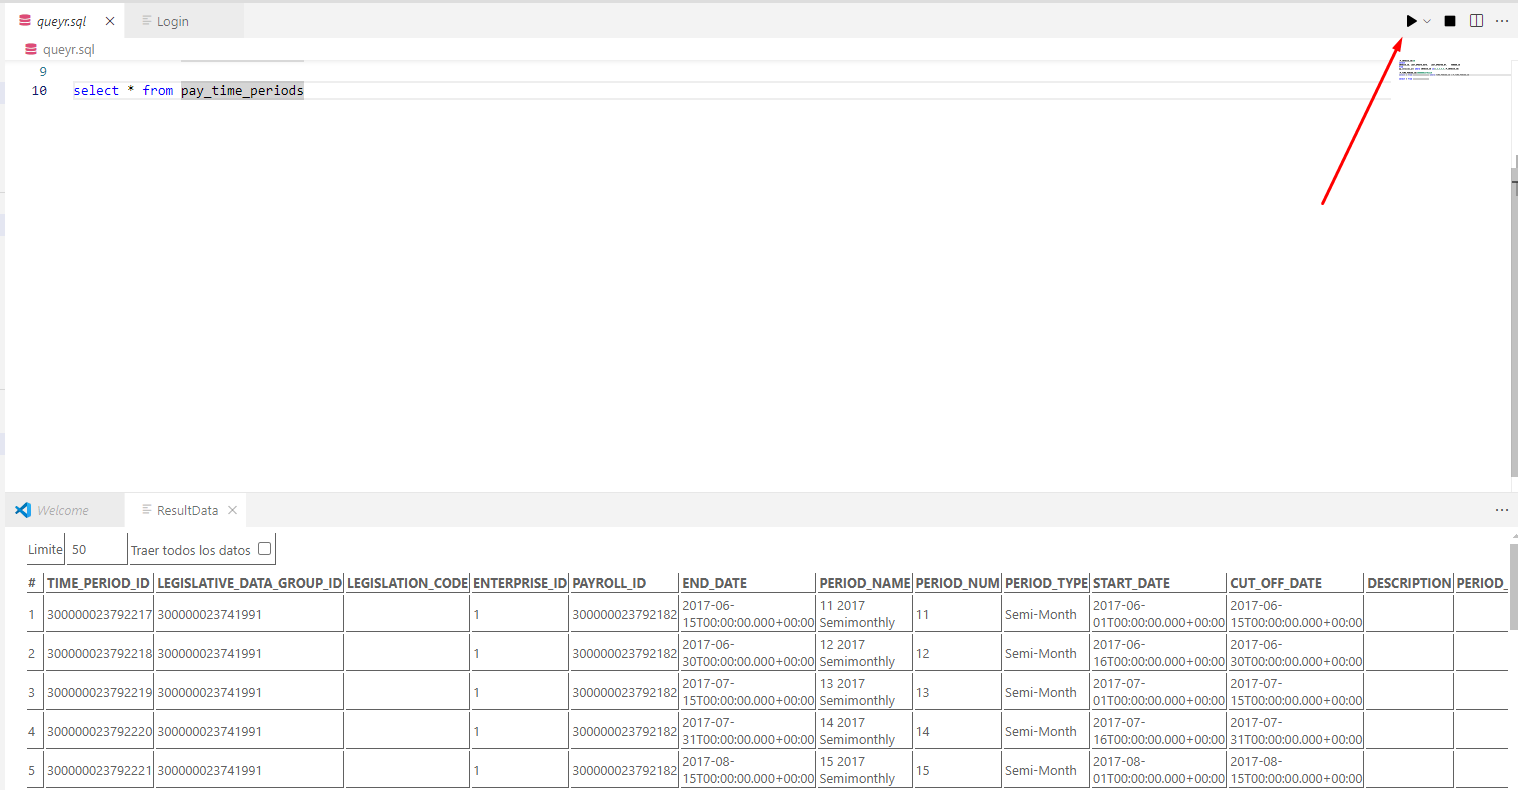 queyr.sql Login
queyr.sql
9
10 select * from pay_time_periods
Welcome ResultData
Limite 50 Traer todos los datos
# TIME_PERIOD_ID LEGISLATIVE_DATA_GROUP_ID LEGISLATION_CODE ENTERPRISE_ID PAYROLL_ID END_DATE PERIOD_NAME PERIOD_NUM PERIOD_TYPE START_DATE CUT_OFF_DATE DESCRIPTION PERIOD_
1 300000023792217 300000023741991 1 300000023792182 2017-06-15T00:00:00.000+00:00 11 2017 Semimonthly 11 Semi-Month 2017-06-01T00:00:00.000+00:00 2017-06-15T00:00:00.000+00:00
2 300000023792218 300000023741991 1 300000023792182 2017-06-30T00:00:00.000+00:00 12 2017 Semimonthly 12 Semi-Month 2017-06-16T00:00:00.000+00:00 2017-06-30T00:00:00.000+00:00
3 300000023792219 300000023741991 1 300000023792182 2017-07-15T00:00:00.000+00:00 13 2017 Semimonthly 13 Semi-Month 2017-07-01T00:00:00.000+00:00 2017-07-15T00:00:00.000+00:00
4 300000023792220 300000023741991 1 300000023792182 2017-07-31T00:00:00.000+00:00 14 2017 Semimonthly 14 Semi-Month 2017-07-16T00:00:00.000+00:00 2017-07-31T00:00:00.000+00:00
5 300000023792221 300000023741991 1 300000023792182 2017-08-15T00:00:00.000+00:00 15 2017 Semimonthly 15 Semi-Month 2017-08-01T00:00:00.000+00:00 2017-08-15T00:00:00.000+00:00